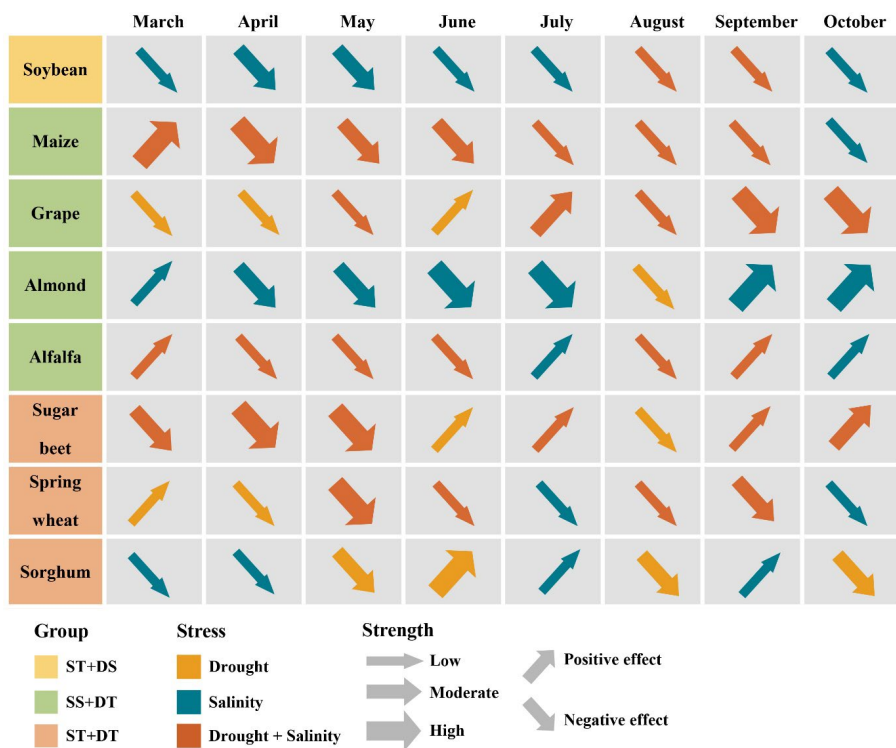 March April May June July August September October
Soybean
Maize
Grape
Almond
Alfalfa
Sugar
beet
Spring
wheat
Sorghum
Group Stress Strength
ST+DS Drought Low Positive effect
SS+DT Salinity Moderate
ST+DT Drought + Salinity High Negative effect